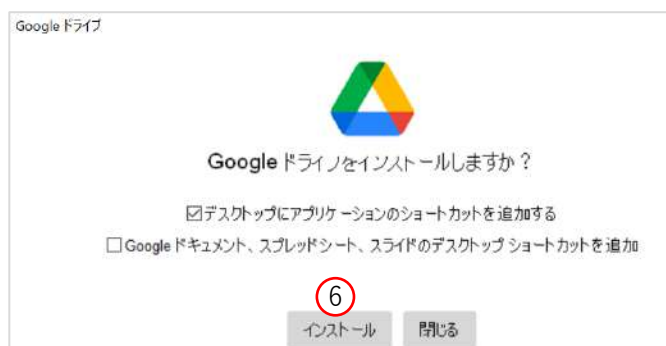 Google ドライブ
Google ドライブをインストールしますか？
☑デスクトップにアプリケーションのショートカットを追加する
☐Google ドキュメント、スプレッドシート、スライドのデスクトップ ショートカットを追加
⑥
インストール 閉じる